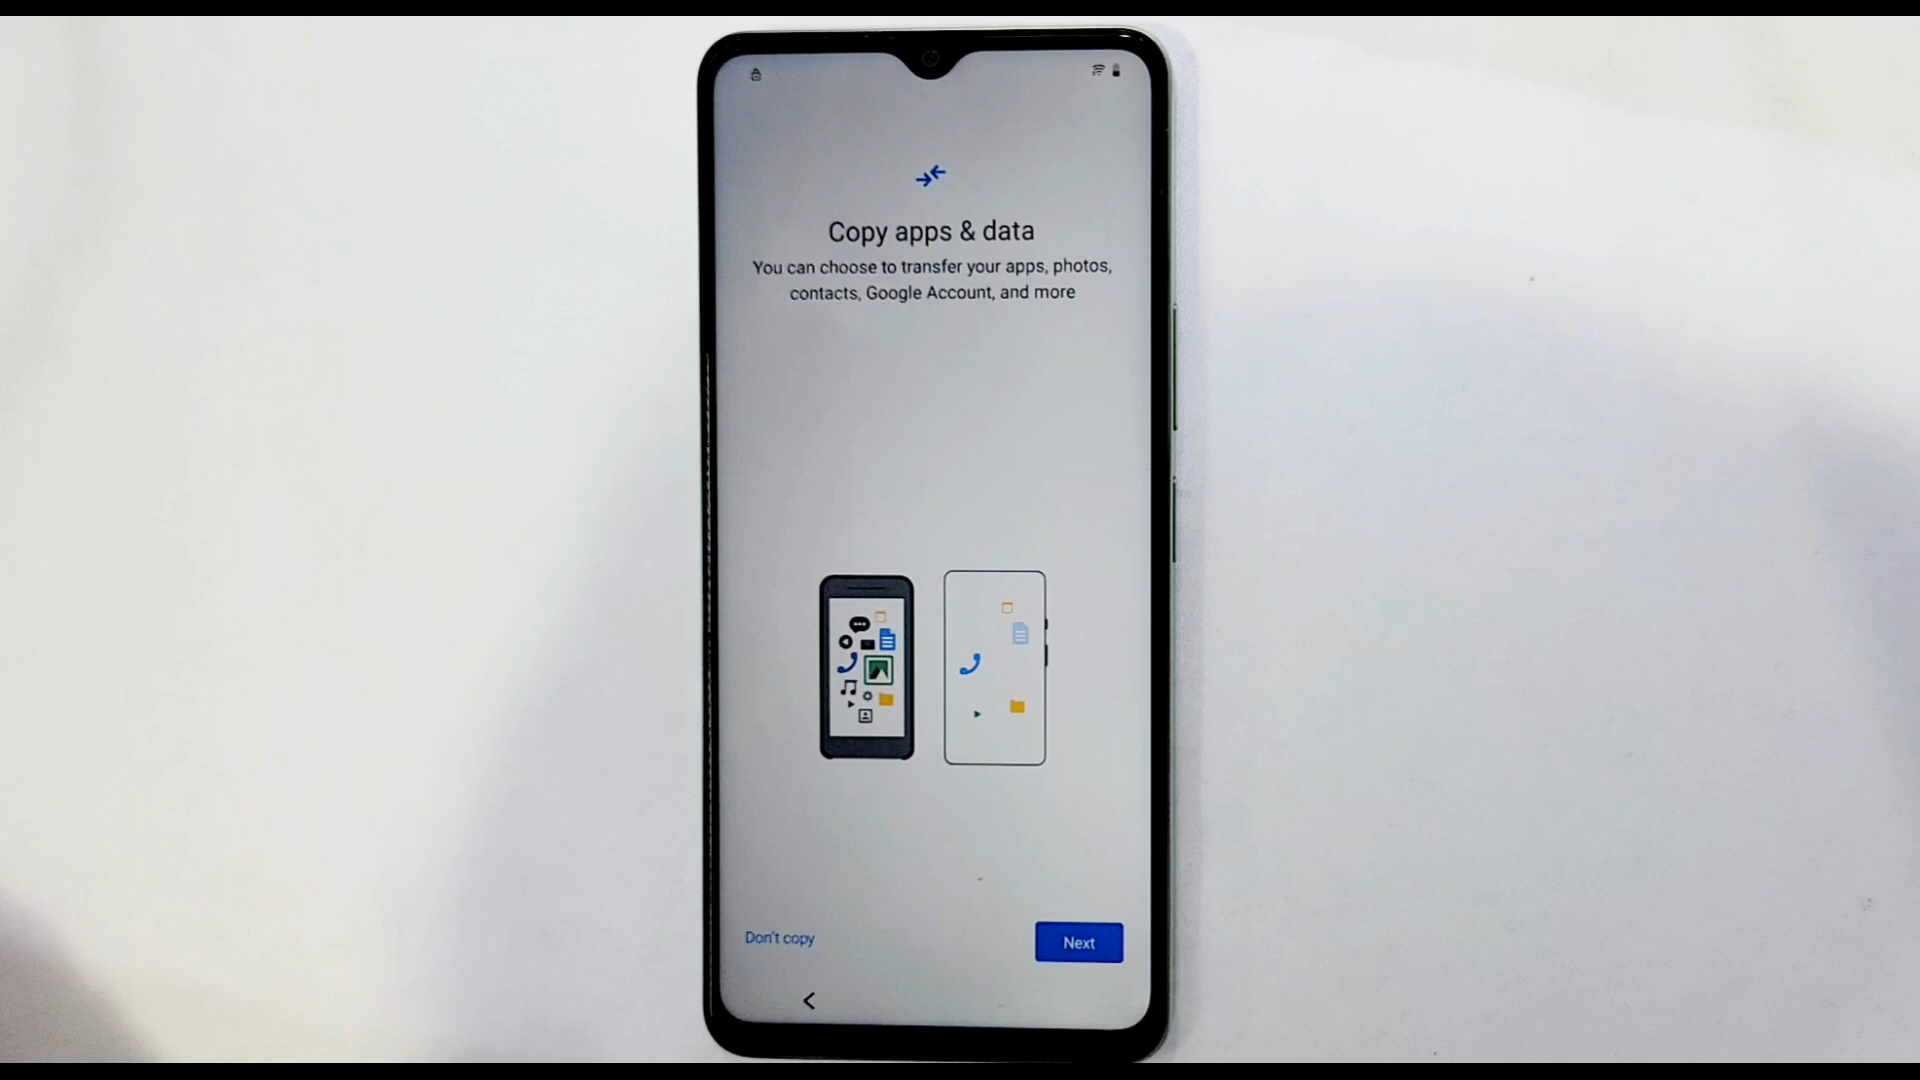 Copy apps & data
You can choose to transfer your apps, photos,
contacts, Google Account, and more
Don't copy
Next